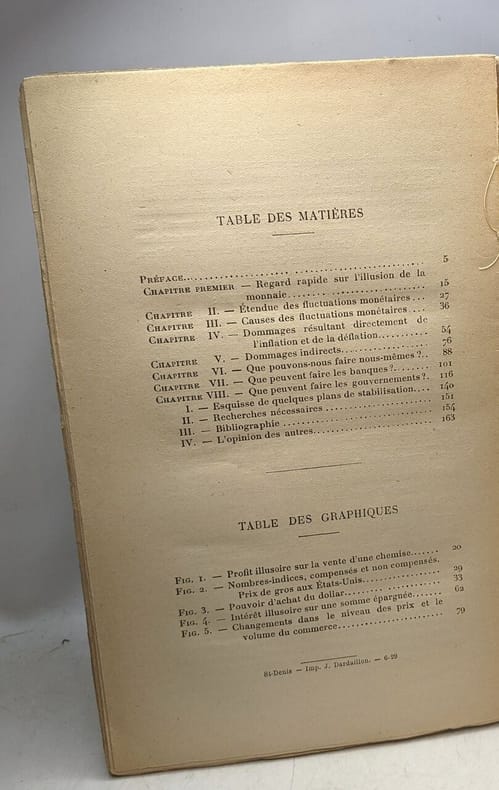 TABLE DES MATIÈRES
PRÉFACE........................................ 5
CHAPITRE PREMIER — Regard rapide sur l'illusion de la
monnaie........................ 15
CHAPITRE II. — Étendue des fluctuations monétaires... 27
CHAPITRE III. — Causes des fluctuations monétaires.... 36
CHAPITRE IV. — Dommages résultant directement de
l'inflation et de la déflation......... 54
CHAPITRE V. — Dommages indirects.................. 76
CHAPITRE VI. — Que pouvons-nous faire nous-mêmes?.. 88
CHAPITRE VII. — Que peuvent faire les banques?....... 101
CHAPITRE VIII. — Que peuvent faire les gouvernements?. 116
I. — Esquisse de quelques plans de stabilisation... 140
II. — Recherches nécessaires.................. 151
III. — Bibliographie.......................... 154
IV. — L'opinion des autres.................... 163
TABLE DES GRAPHIQUES
FIG. 1. — Profit illusoire sur la vente d'une chemise...... 20
FIG. 2. — Nombres-indices, compensés et non compensés.
Prix de gros aux États-Unis.............. 29
FIG. 3. — Pouvoir d'achat du dollar................. 33
FIG. 4. — Intérêt illusoire sur une somme épargnée...... 62
FIG. 5. — Changements dans le niveau des prix et le
volume du commerce.................... 79
St-Denis — Imp. J. Dardaillon. — 6-29